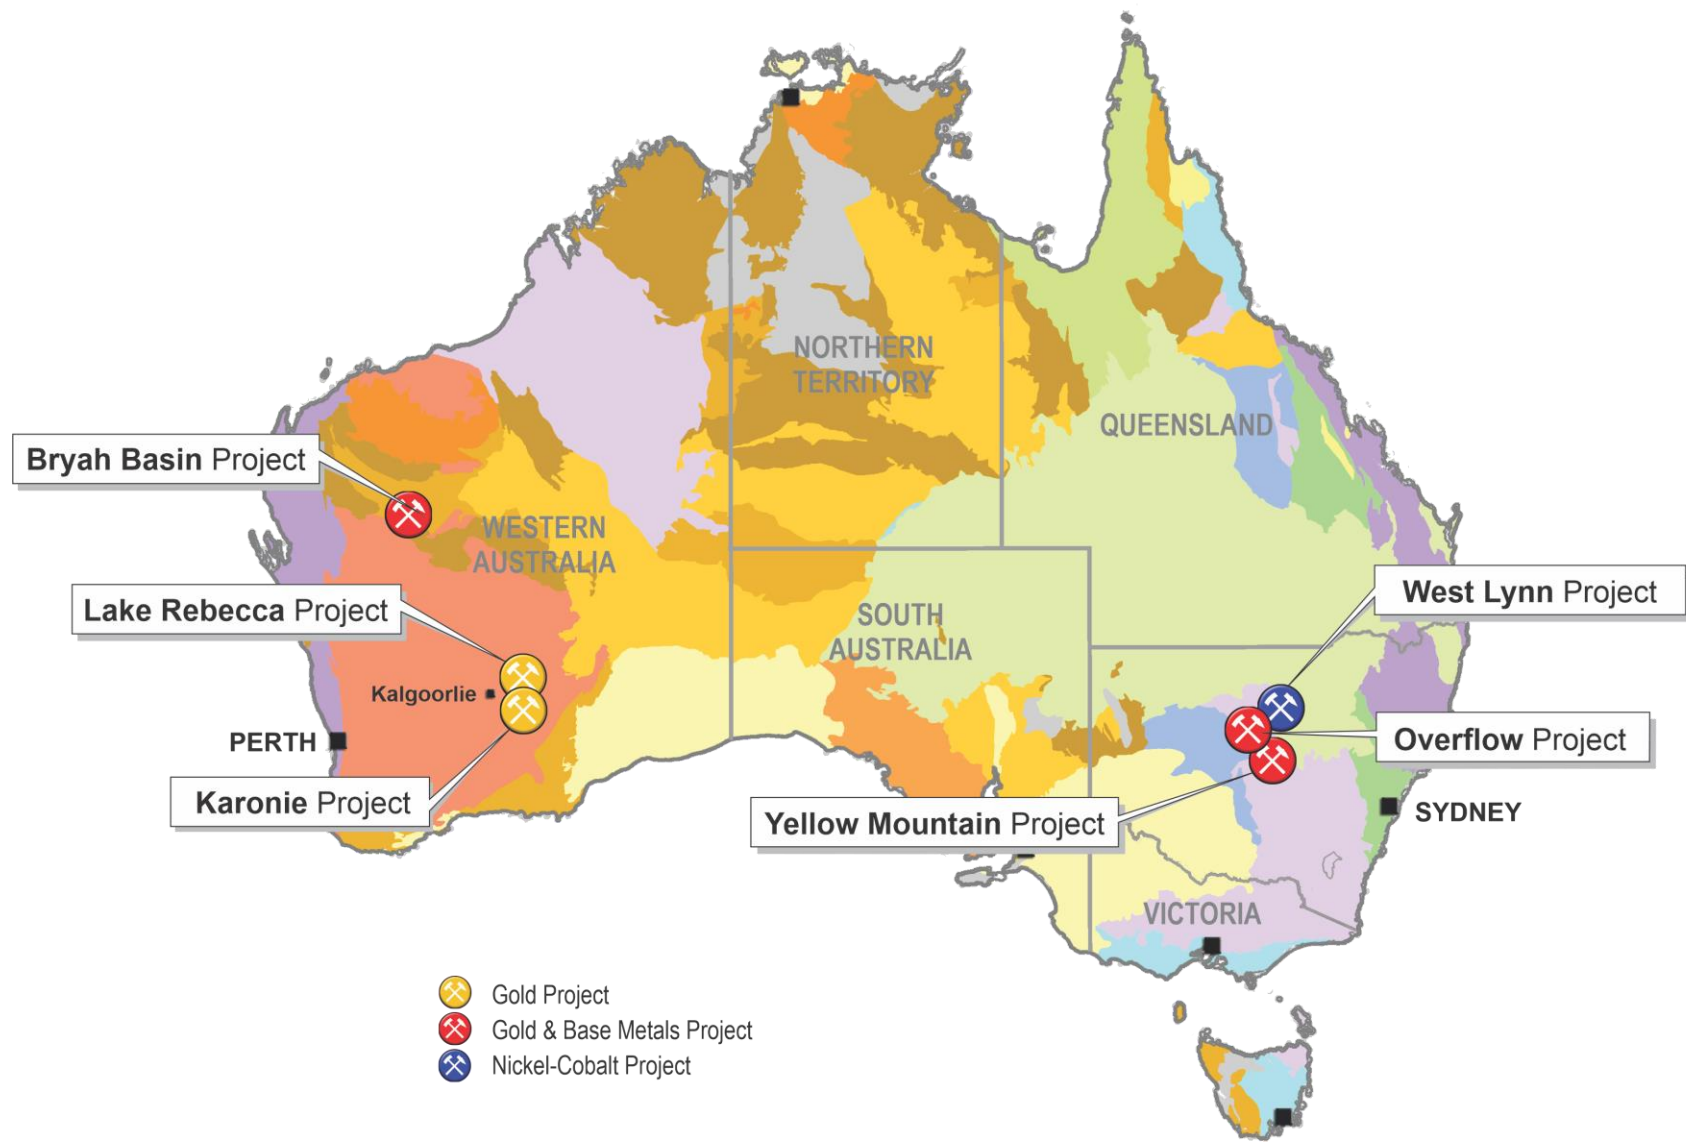 NORTHERN
TERRITORY
QUEENSLAND
Bryah Basin Project
WESTERN
AUSTRALIA
Lake Rebecca Project
West Lynn Project
SOUTH
AUSTRALIA
Kalgoorlie
PERTH
Overflow Project
Karonie Project
Yellow Mountain Project
SYDNEY
VICTORIA
Gold Project
Gold & Base Metals Project
Nickel-Cobalt Project